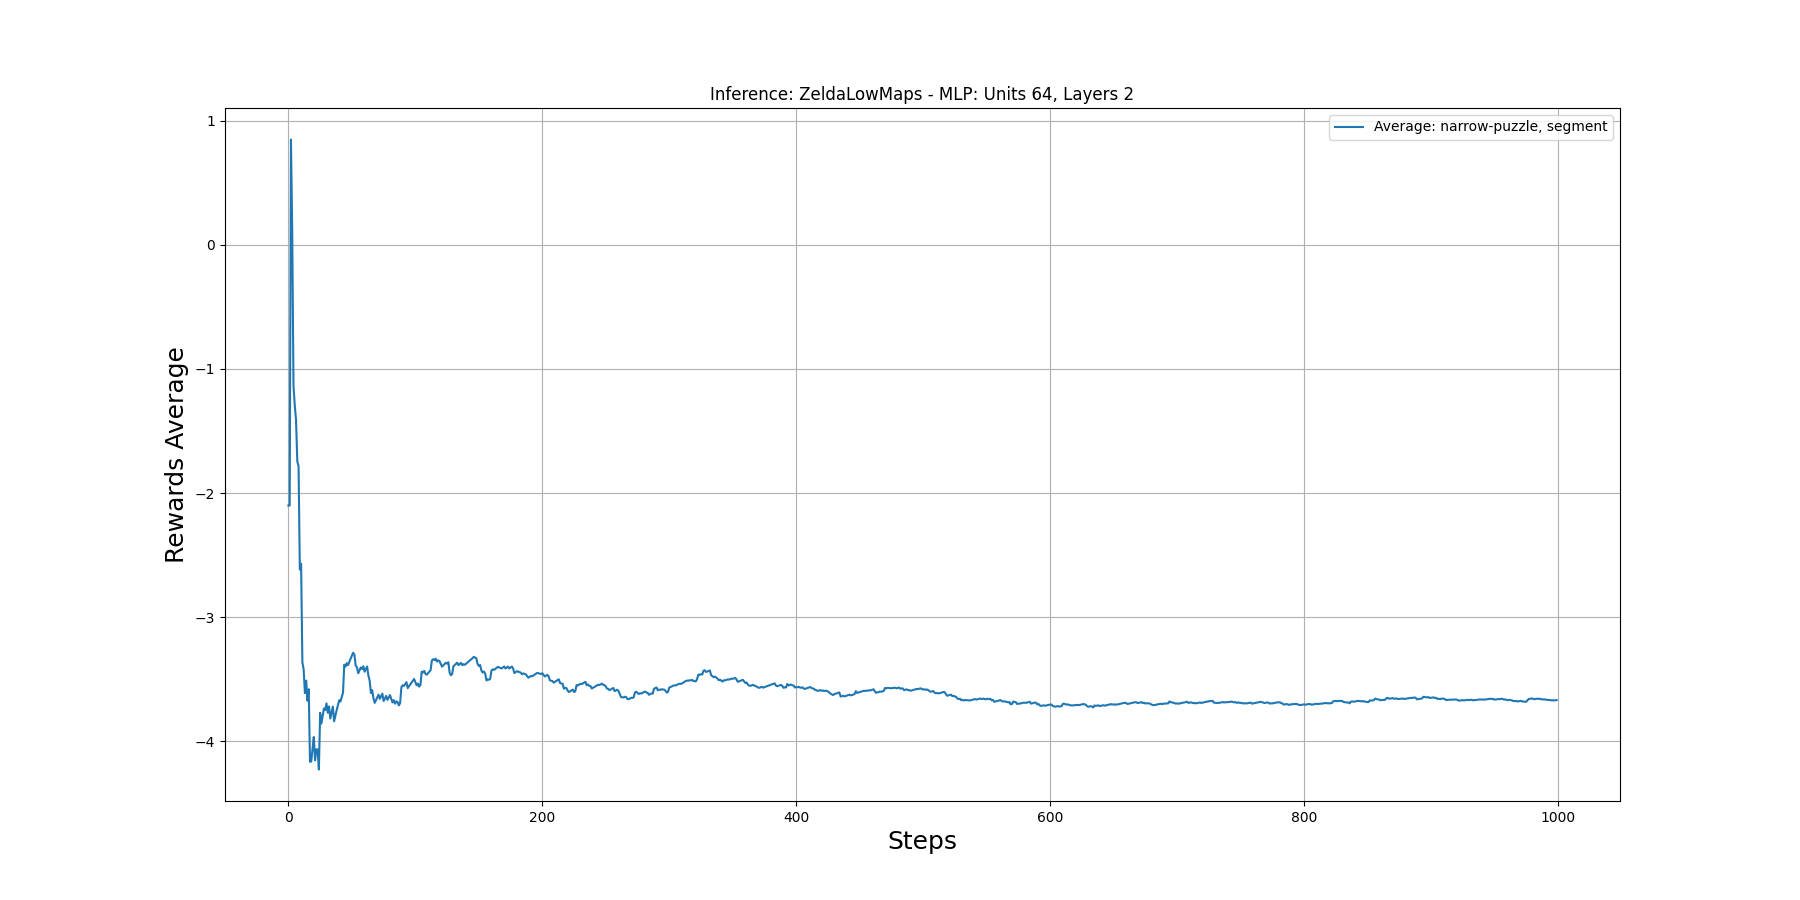 Inference: ZeldaLowMaps - MLP: Units 64, Layers 2
Average: narrow-puzzle, segment
Rewards Average
1
0
−1
−2
−3
−4
0 200 400 600 800 1000
Steps